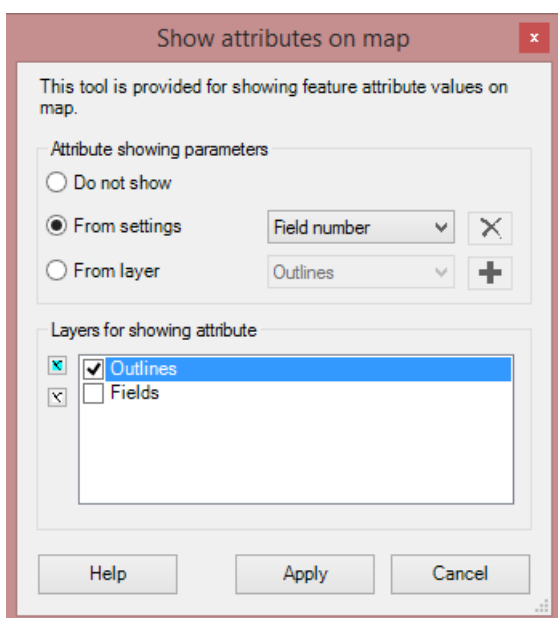 Show attributes on map
This tool is provided for showing feature attribute values on
map.
Attribute showing parameters
Do not show
From settings
Field number
From layer
Outlines
Layers for showing attribute
Outlines
Fields
Help
Apply
Cancel